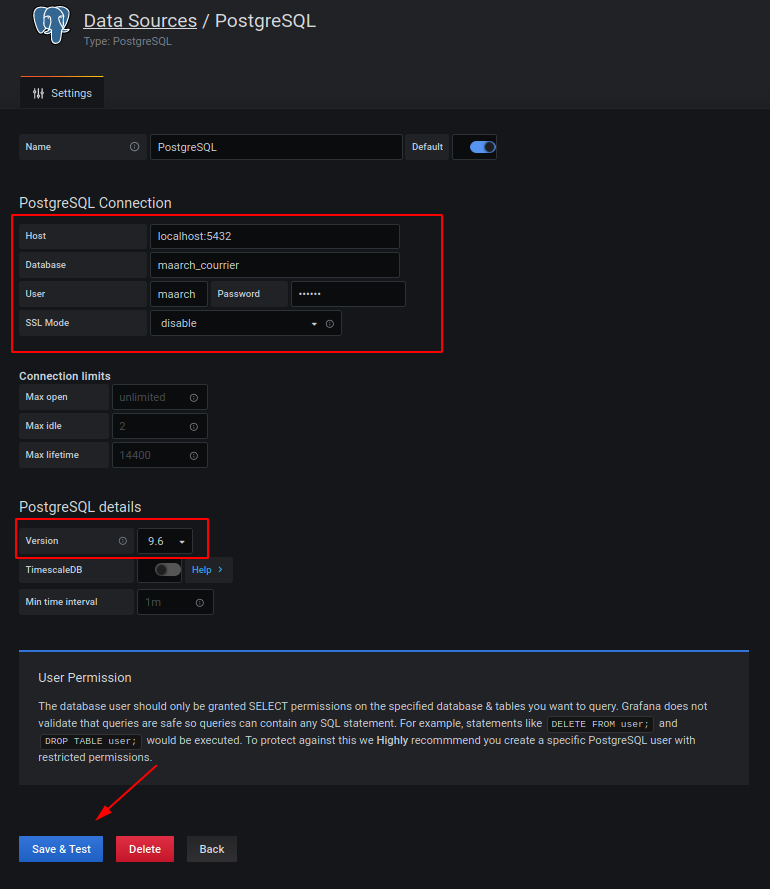 Data Sources / PostgreSQL
Type: PostgreSQL
Settings
Name PostgreSQL Default
PostgreSQL Connection
Host localhost:5432
Database maarch_courrier
User maarch Password ••••••
SSL Mode disable
Connection limits
Max open unlimited
Max idle 2
Max lifetime 14400
PostgreSQL details
Version 9.6
TimescaleDB Help >
Min time interval 1m
User Permission
The database user should only be granted SELECT permissions on the specified database & tables you want to query. Grafana does not
validate that queries are safe so queries can contain any SQL statement. For example, statements like DELETE FROM user; and
DROP TABLE user; would be executed. To protect against this we Highly recommmend you create a specific PostgreSQL user with
restricted permissions.
Save & Test Delete Back